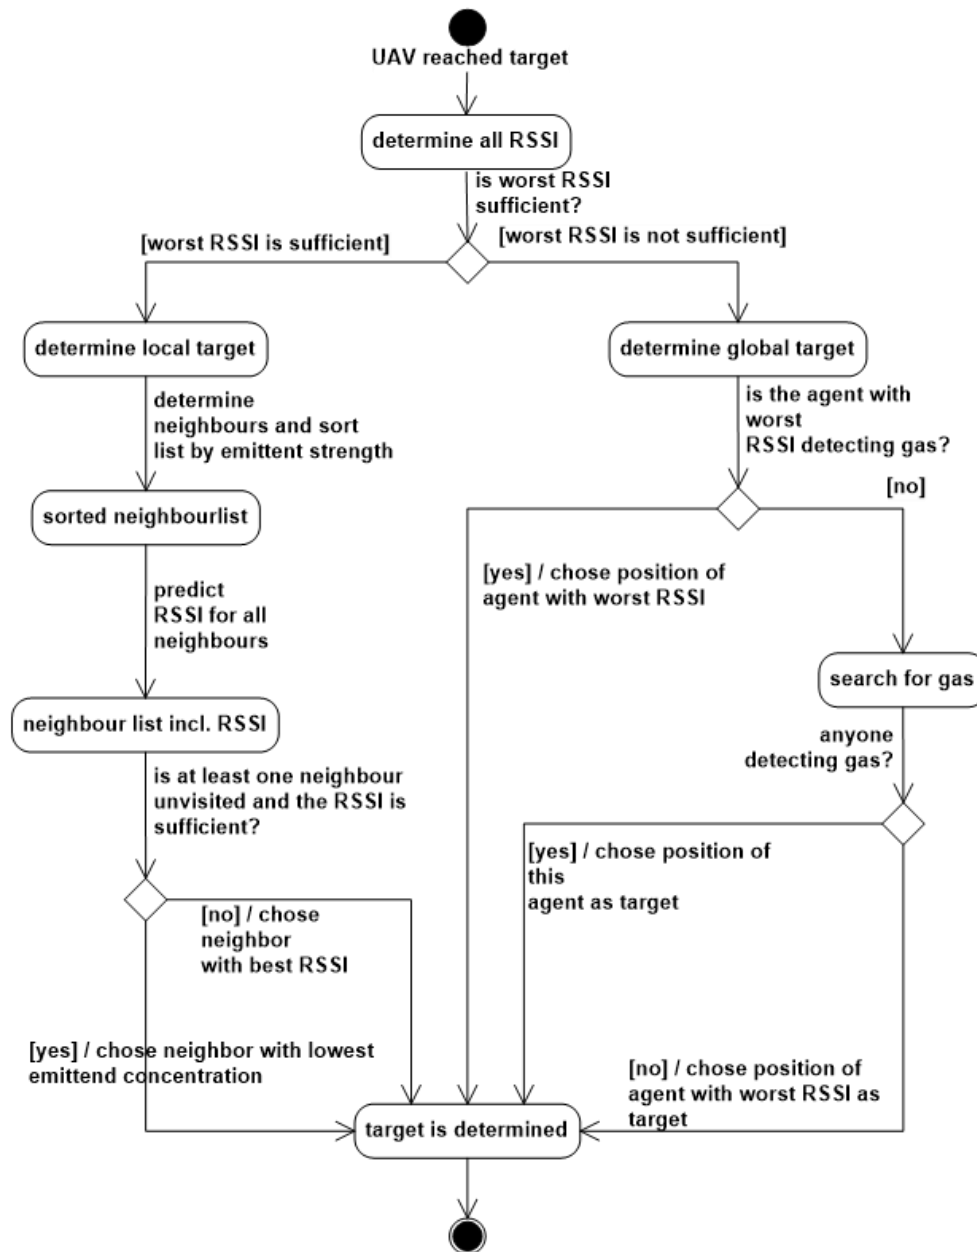 UAV reached target
determine all RSSI
is worst RSSI
sufficient?
[worst RSSI is sufficient]
[worst RSSI is not sufficient]
determine local target
determine global target
determine
neighbours and sort
list by emittent strength
is the agent with
worst
RSSI detecting gas?
[no]
sorted neighbourlist
[yes] / chose position of
agent with worst RSSI
predict
RSSI for all
neighbours
search for gas
neighbour list incl. RSSI
anyone
detecting gas?
is at least one neighbour
unvisited and the RSSI is
sufficient?
[yes] / chose position of
this
agent as target
[no] / chose
neighbor
with best RSSI
[yes] / chose neighbor with lowest
emittend concentration
[no] / chose position of
agent with worst RSSI as
target
target is determined